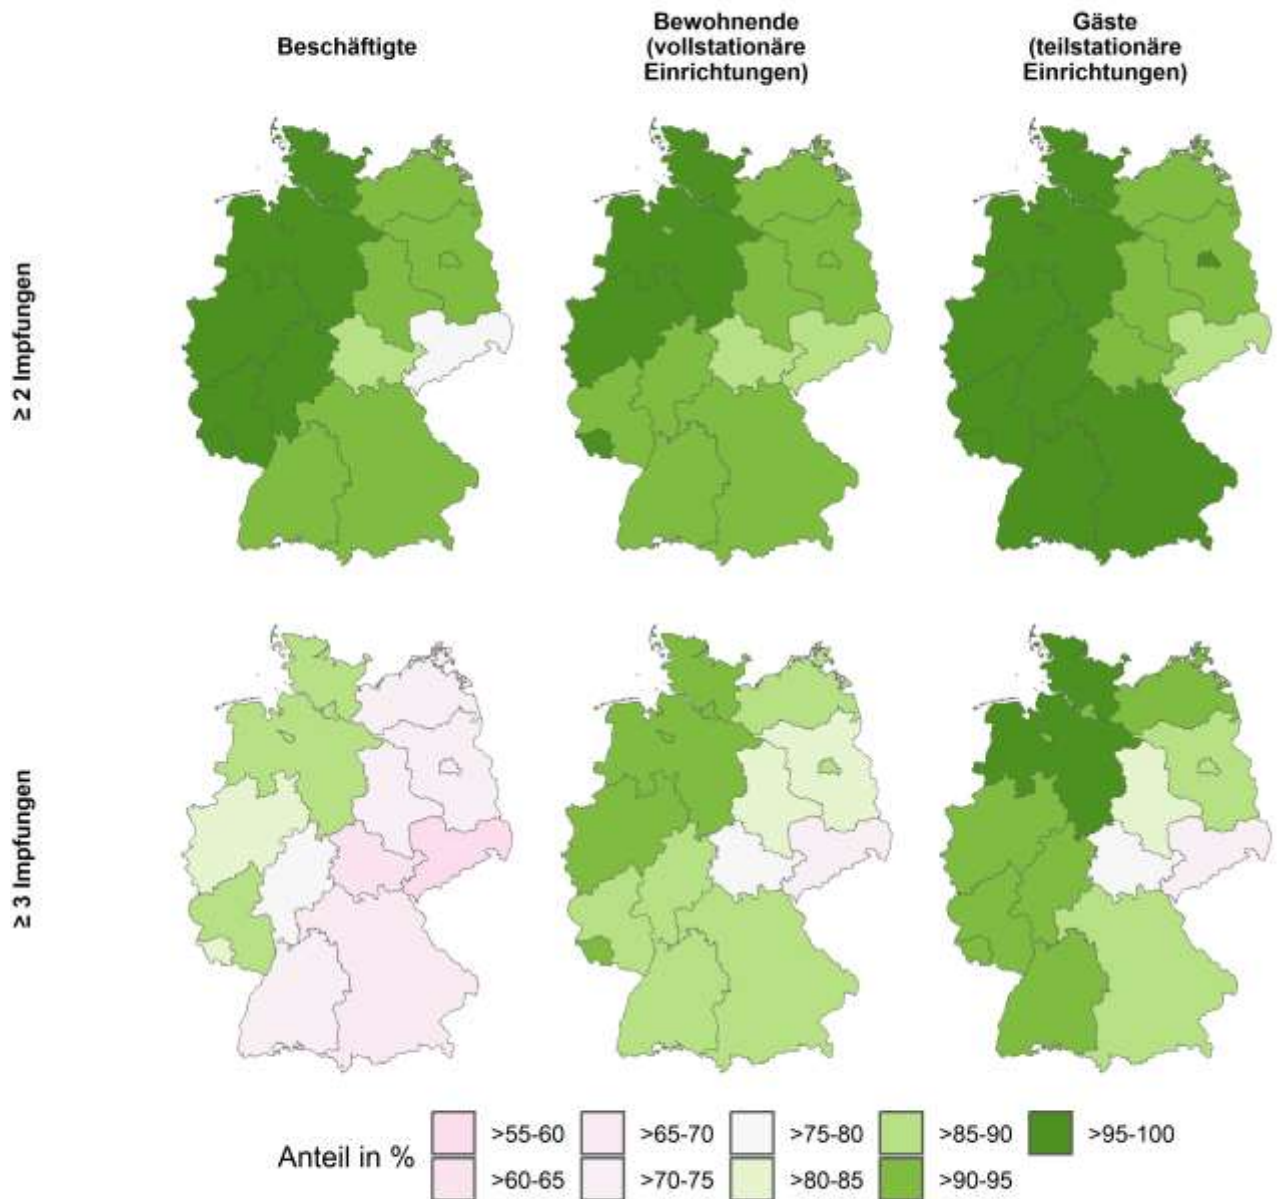 Beschäftigte
Bewohnende
(vollstationäre
Einrichtungen)
Gäste
(teilstationäre
Einrichtungen)
≥ 2 Impfungen
≥ 3 Impfungen
Anteil in %
>55-60
>65-70
>75-80
>85-90
>95-100
>60-65
>70-75
>80-85
>90-95